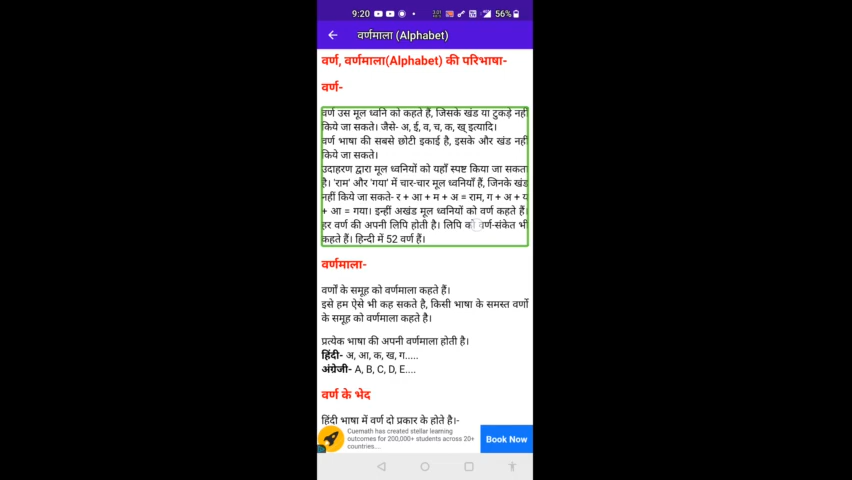 9:20
56%
वर्णमाला (Alphabet)
वर्ण, वर्णमाला(Alphabet) की परिभाषा-
वर्ण-
वर्ण उस मूल ध्वनि को कहते हैं, जिसके खंड या टुकड़े नहीं
किये जा सकते। जैसे- अ, ई, व, च, क, ख् इत्यादि।
वर्ण भाषा की सबसे छोटी इकाई है, इसके और खंड नहीं
किये जा सकते।
उदाहरण द्वारा मूल ध्वनियों को यहाँ स्पष्ट किया जा सकता
है। 'राम' और 'गया' में चार-चार मूल ध्वनियाँ हैं, जिनके खंड
नहीं किये जा सकते- र + आ + म + अ = राम, ग + अ + य
+ आ = गया। इन्हीं अखंड मूल ध्वनियों को वर्ण कहते हैं।
हर वर्ण की अपनी लिपि होती है। लिपि को वर्ण-संकेत भी
कहते हैं। हिन्दी में 52 वर्ण हैं।
वर्णमाला-
वर्णों के समूह को वर्णमाला कहते हैं।
इसे हम ऐसे भी कह सकते है, किसी भाषा के समस्त वर्णो
के समूह को वर्णमाला कहते है।
प्रत्येक भाषा की अपनी वर्णमाला होती है।
हिंदी- अ, आ, क, ख, ग.....
अंग्रेजी- A, B, C, D, E....
वर्ण के भेद
हिंदी भाषा में वर्ण दो प्रकार के होते है।-
Cuemath has created stellar learning
outcomes for 200,000+ students across 20+
countries....
Book Now